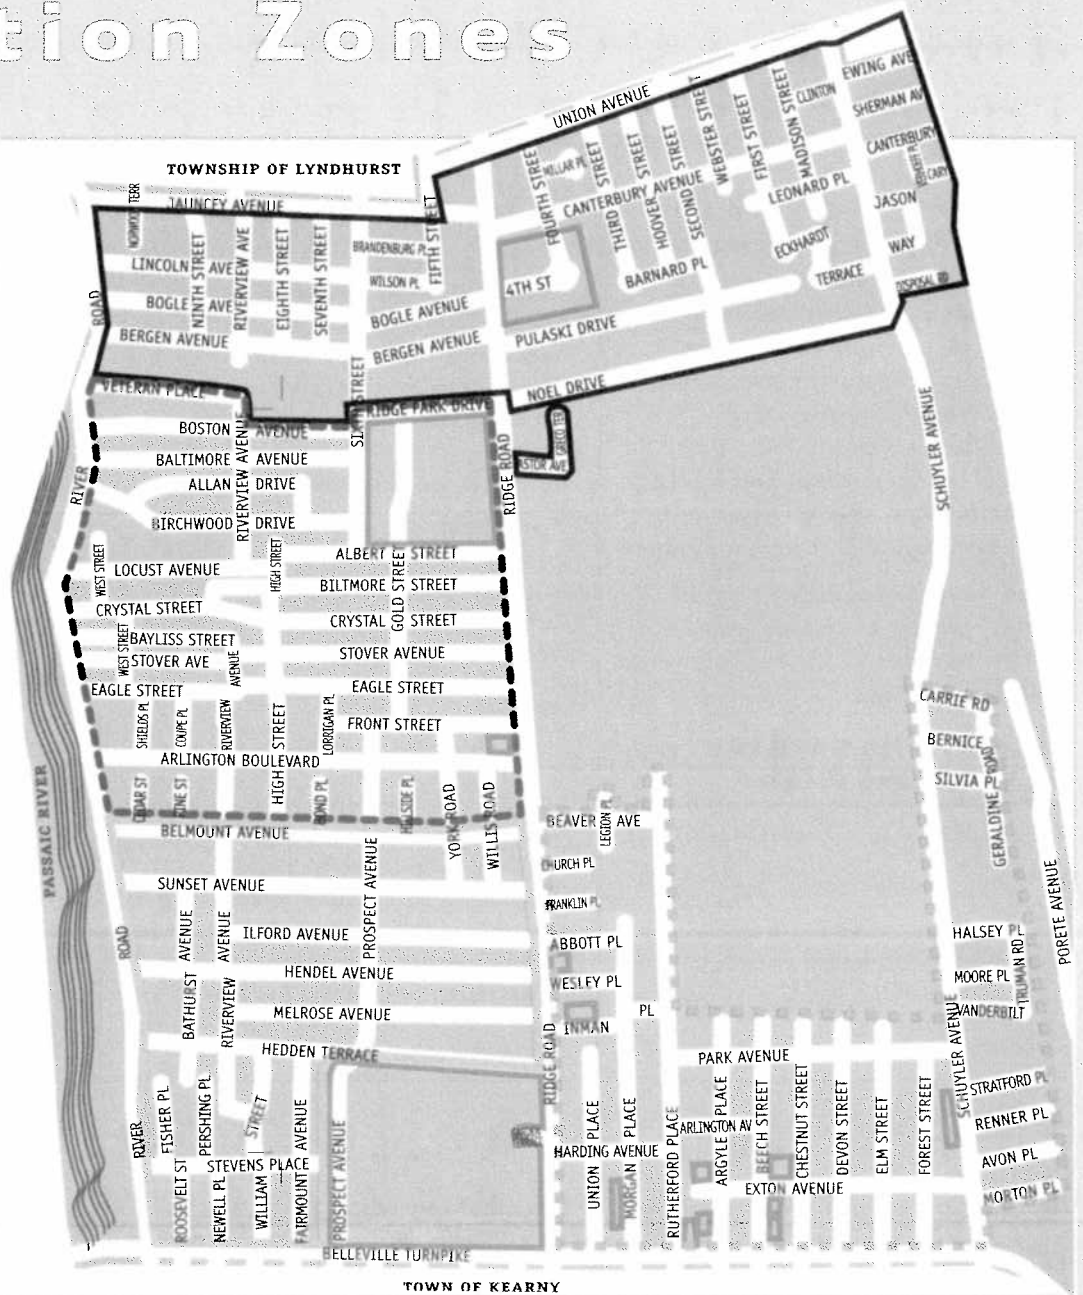 tion Zones
UNION AVENUE
EWING AVE
CLINTON
SHERMAN AV
MADISON STREET
FIRST STREET
WEBSTER STREET
CANTERBURY
TOWNSHIP OF LYNDHURST
FOURTH STREE
STREET
THIRD STREET
HOOVER STREET
SECOND
CANTERBURY AVENUE
LEONARD PL
CARY
JASON
JAUNCEY AVENUE
NORWOOD TERR
FIFTH STREET
BRANDENBURG PL
ECKHARDT
WAY
LINCOLN AVE
NINTH STREET
RIVERVIEW AVE
EIGHTH STREET
SEVENTH STREET
WILSON PL
4TH ST
BARNARD PL
TERRACE
DISPOSAL RD
ROAD
BOGLE AVE
BOGLE AVENUE
BERGEN AVENUE
BERGEN AVENUE
PULASKI DRIVE
VETERAN PLACE
SIXTH STREET
RIDGE PARK DRIVE
NOEL DRIVE
BOSTON AVENUE
GRECO TER
ASTOR AVE
BALTIMORE AVENUE
RIVERVIEW AVENUE
RIDGE ROAD
SCHUYLER AVENUE
RIVER
ALLAN DRIVE
BIRCHWOOD DRIVE
WEST STREET
HIGH STREET
ALBERT STREET
LOCUST AVENUE
BILTMORE STREET
GOLD STREET
CRYSTAL STREET
CRYSTAL STREET
BAYLISS STREET
WEST STREET
STOVER AVE
STOVER AVENUE
AVENUE
EAGLE STREET
EAGLE STREET
CARRIE RD
SHIELDS PL
COUPE PL
RIVERVIEW
HIGH STREET
LORRIGAN PL
FRONT STREET
BERNICE
ARLINGTON BOULEVARD
SILVIA PL
GERALDINE ROAD
PASSAIC RIVER
CEDAR ST
PINE ST
HIGH
BOND PL
HILLSIDE PL
YORK ROAD
WILLIS ROAD
BEAVER AVE
LEGION PL
BELMOUNT AVENUE
PROSPECT AVENUE
CHURCH PL
SUNSET AVENUE
FRANKLIN PL
PORETE AVENUE
ROAD
BATHURST AVENUE
RIVERVIEW AVENUE
ILFORD AVENUE
ABBOTT PL
HALSEY PL
HENDEL AVENUE
WESLEY PL
MOORE PL
TRUMAN RD
MELROSE AVENUE
INMAN PL
VANDERBILT
HEDDEN TERRACE
RIDGE ROAD
PARK AVENUE
SCHUYLER AVENUE
STRATFORD PL
RENNER PL
RIVER
FISHER PL
PERSHING PL
STREET
FAIRMOUNT AVENUE
PROSPECT AVENUE
UNION PLACE
MORGAN PLACE
RUTHERFORD PLACE
ARLINGTON AV
ARGYLE PLACE
BEECH STREET
CHESTNUT STREET
DEVON STREET
ELM STREET
FOREST STREET
AVON PL
HARDING AVENUE
STEVENS PLACE
ROOSEVELT ST
NEWELL PL
WILLIAM
EXTON AVENUE
MORTON PL
BELLEVILLE TURNPIKE
TOWN OF KEARNY